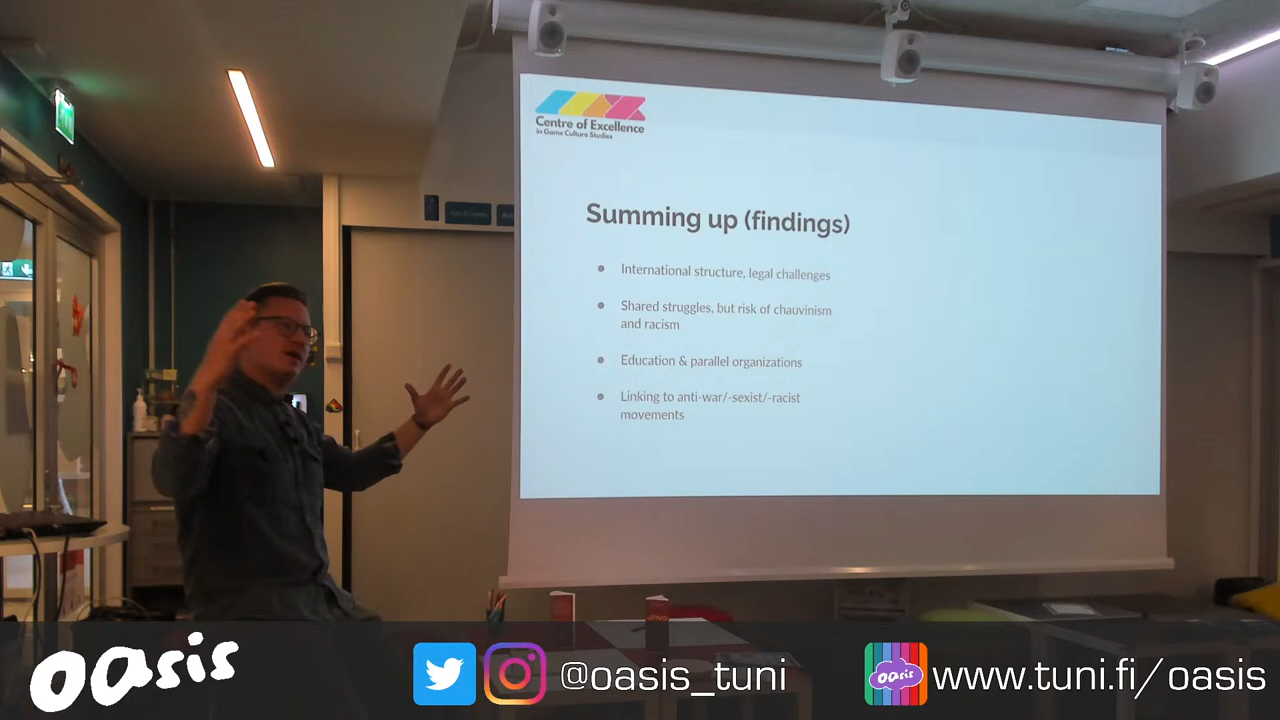 Centre of Excellence
in Game Culture Studies
Summing up (findings)
International structure, legal challenges
Shared struggles, but risk of chauvinism
and racism
Education & parallel organizations
Linking to anti-war/-sexist/-racist
movements
oasis
@oasis_tuni
oasis
www.tuni.fi/oasis